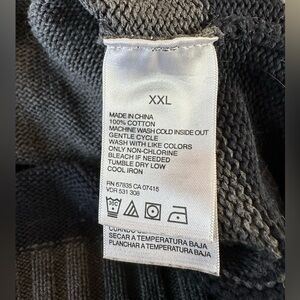 XXL
MADE IN CHINA
100% COTTON
MACHINE WASH COLD INSIDE OUT
GENTLE CYCLE
WASH WITH LIKE COLORS
ONLY NON-CHLORINE
BLEACH IF NEEDED
TUMBLE DRY LOW
COOL IRON
RN 67835 CA 07415
VDR 531 308
SECAR A TEMPERATURA BAJA
PLANCHAR A TEMPERATURA BAJA